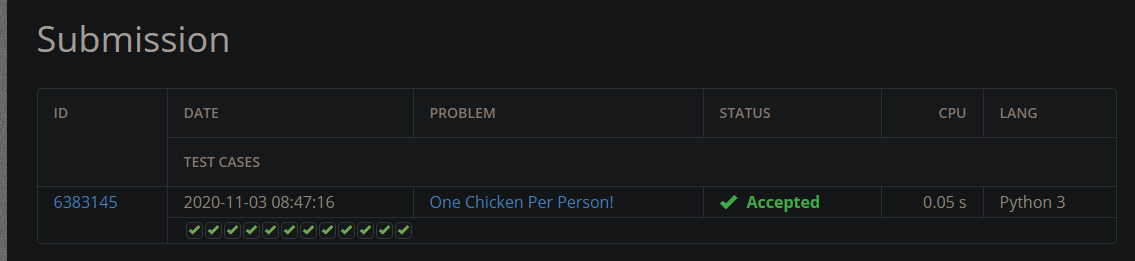 Submission
ID DATE PROBLEM STATUS CPU LANG
TEST CASES
6383145 2020-11-03 08:47:16 One Chicken Per Person! Accepted 0.05 s Python 3